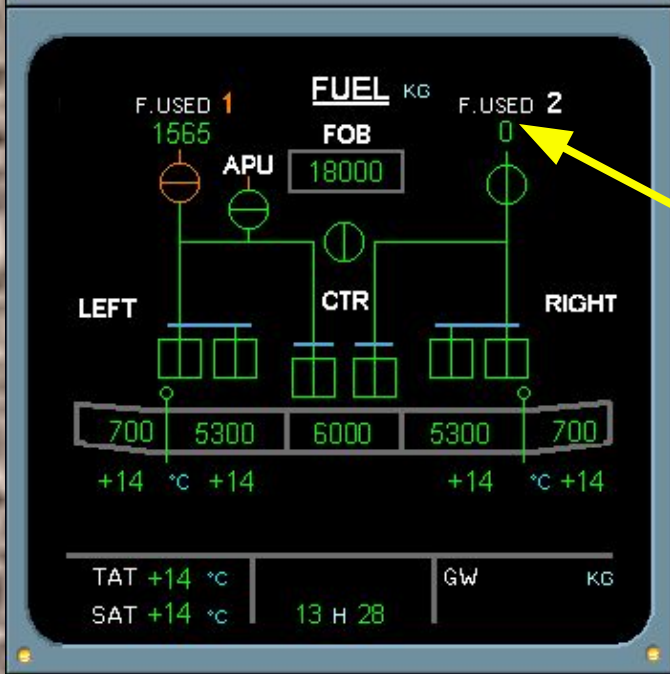 FUEL KG
F.USED 1
F.USED 2
1565
FOB
0
APU
18000
LEFT
CTR
RIGHT
700 5300 6000 5300 700
+14 °C +14
+14 °C +14
TAT +14 °C
GW KG
SAT +14 °C
13 H 28